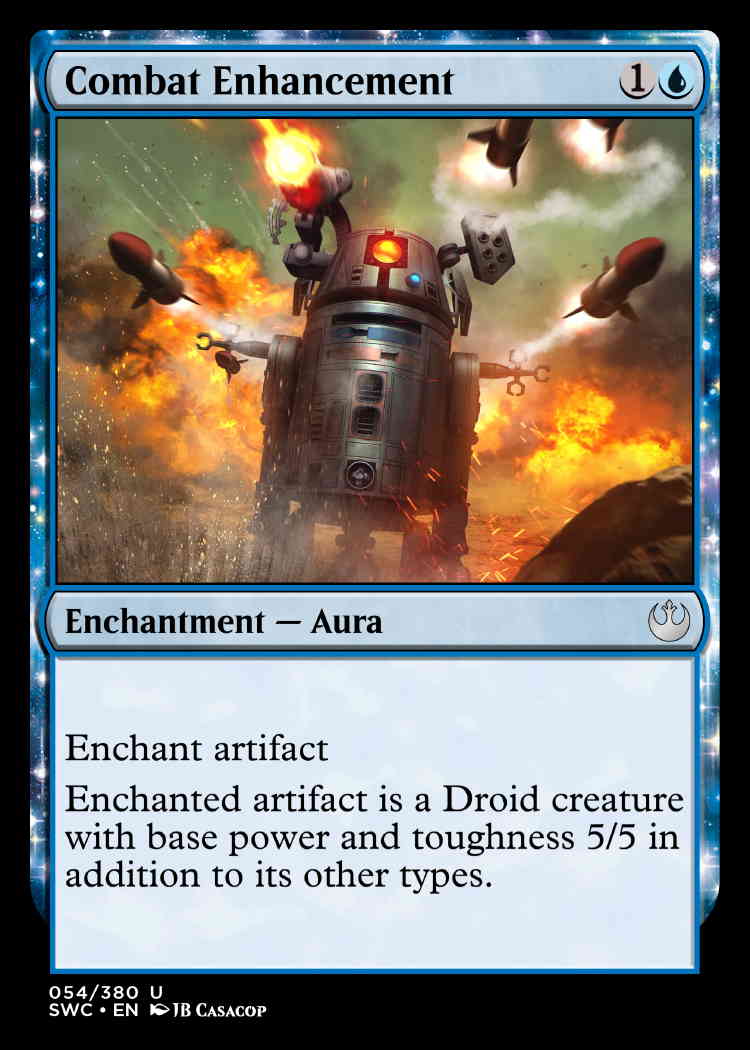 Combat Enhancement 1
Enchantment — Aura
Enchant artifact
Enchanted artifact is a Droid creature
with base power and toughness 5/5 in
addition to its other types.
054/380 U
SWC • EN JB Casacop